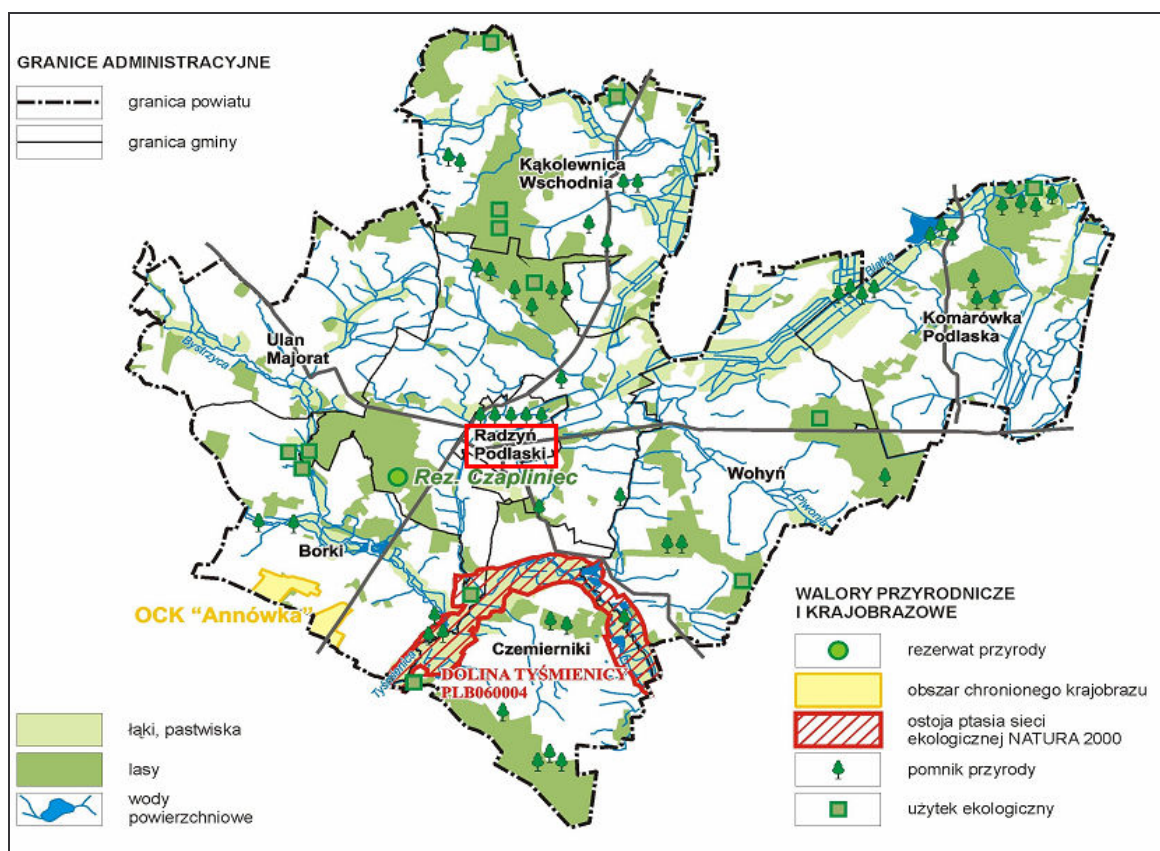 GRANICE ADMINISTRACYJNE
granica powiatu
granica gminy
Kąkolewnica
Wschodnia
Białka
Komarówka
Podlaska
Ulan
Majorat
Bystrzyca
Radzyń
Podlaski
Rez. Czapliniec
Wohyń
Piwonia
Borki
OCK "Annówka"
Czemierniki
Tyśmienica
DOLINA TYŚMIENICY
PLB060004
łąki, pastwiska
lasy
wody
powierzchniowe
WALORY PRZYRODNICZE
I KRAJOBRAZOWE
rezerwat przyrody
obszar chronionego krajobrazu
ostoja ptasia sieci
ekologicznej NATURA 2000
pomnik przyrody
użytek ekologiczny